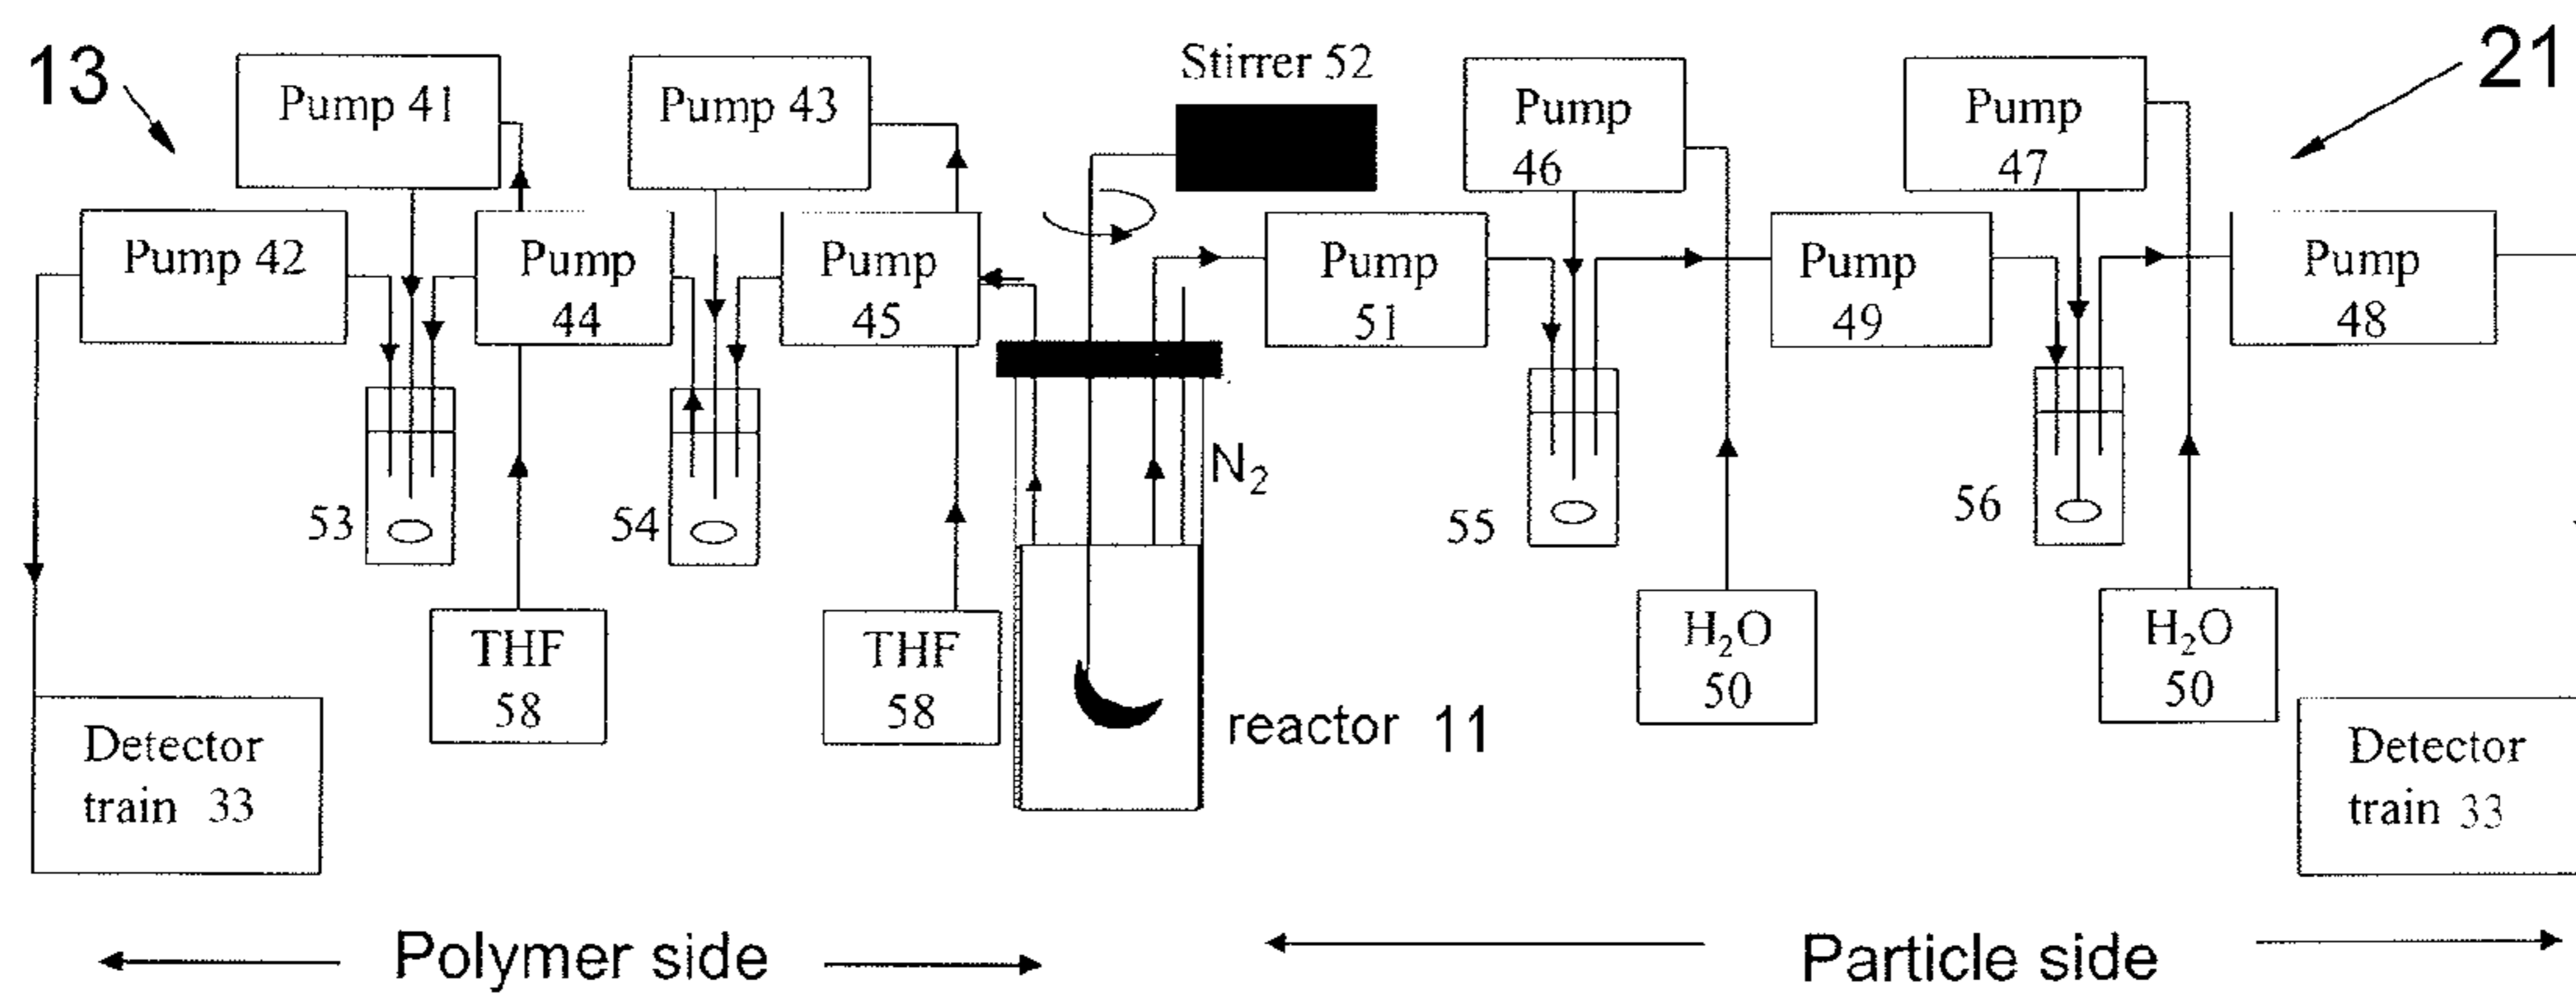 13
Pump 41
Pump 43
Stirrer 52
Pump
46
Pump
47
21
Pump 42
Pump
44
Pump
45
Pump
51
Pump
49
Pump
48
N₂
53
54
55
56
THF
58
THF
58
reactor 11
H₂O
50
H₂O
50
Detector
train 33
Detector
train 33
Polymer side
Particle side